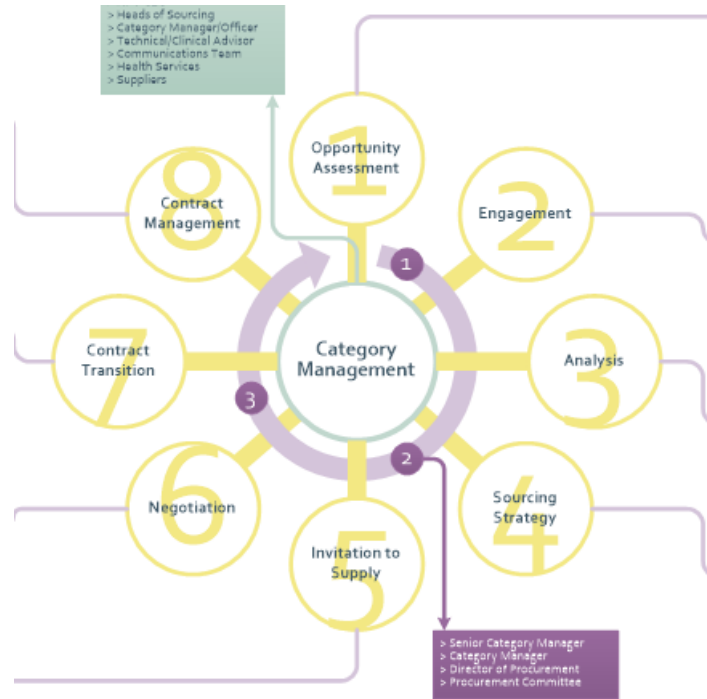 > Heads of Sourcing
> Category Manager/Officer
> Technical/Clinical Advisor
> Communications Team
> Health Services
> Suppliers
1
Opportunity
Assessment
2
Engagement
3
Analysis
4
Sourcing
Strategy
5
Invitation to
Supply
6
Negotiation
7
Contract
Transition
8
Contract
Management
Category
Management
1
2
3
> Senior Category Manager
> Category Manager
> Director of Procurement
> Procurement Committee